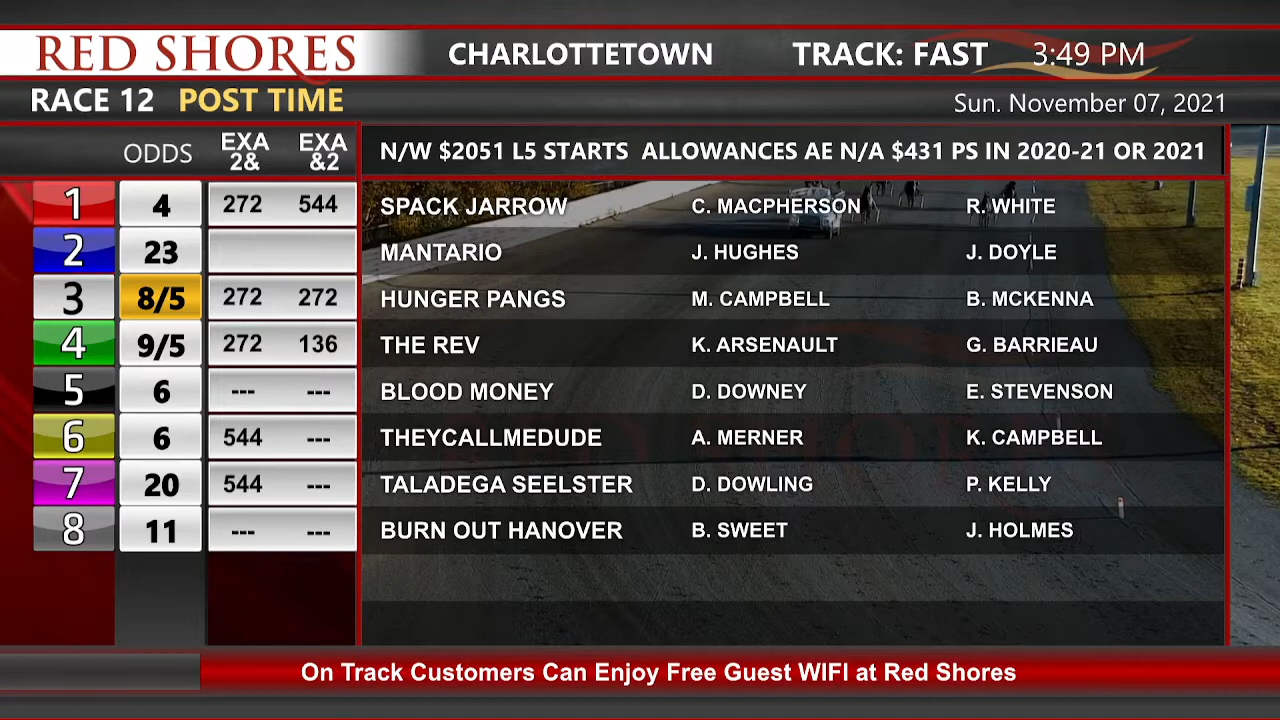 RED SHORES CHARLOTTETOWN TRACK: FAST 3:49 PM
RACE 12 POST TIME Sun. November 07, 2021
ODDS EXA 2& EXA &2 N/W $2051 L5 STARTS ALLOWANCES AE N/A $431 PS IN 2020-21 OR 2021
1 4 272 544 SPACK JARROW C. MACPHERSON R. WHITE
2 23 MANTARIO J. HUGHES J. DOYLE
3 8/5 272 272 HUNGER PANGS M. CAMPBELL B. MCKENNA
4 9/5 272 136 THE REV K. ARSENAULT G. BARRIEAU
5 6 --- --- BLOOD MONEY D. DOWNEY E. STEVENSON
6 6 544 --- THEYCALLMEDUDE A. MERNER K. CAMPBELL
7 20 544 --- TALADEGA SEELSTER D. DOWLING P. KELLY
8 11 --- --- BURN OUT HANOVER B. SWEET J. HOLMES
On Track Customers Can Enjoy Free Guest WIFI at Red Shores